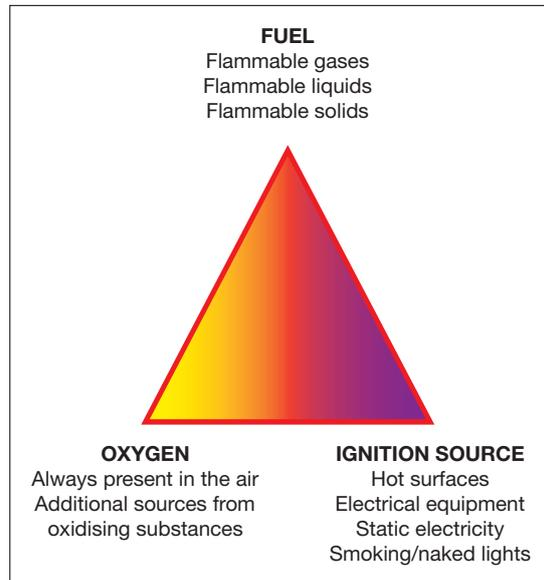 FUEL
Flammable gases
Flammable liquids
Flammable solids
OXYGEN
Always present in the air
Additional sources from
oxidising substances
IGNITION SOURCE
Hot surfaces
Electrical equipment
Static electricity
Smoking/naked lights